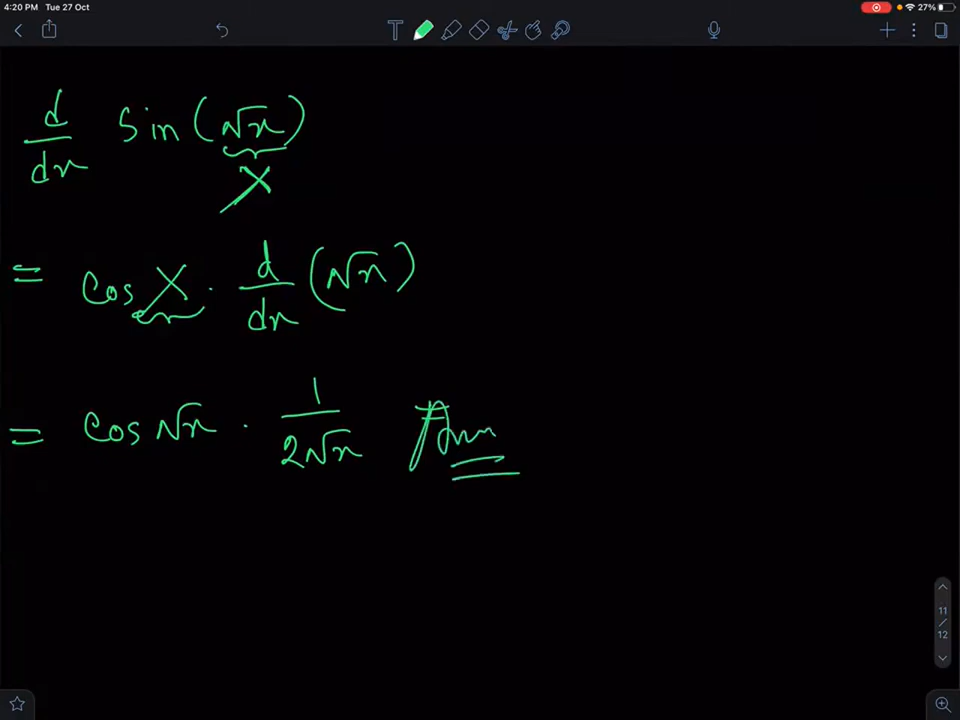 4:20 PM Tue 27 Oct
27%
T
d/dx sin(√x)
X
= cos X · d/dx (√x)
= cos √x · 1/2√x Ans
11
/
12